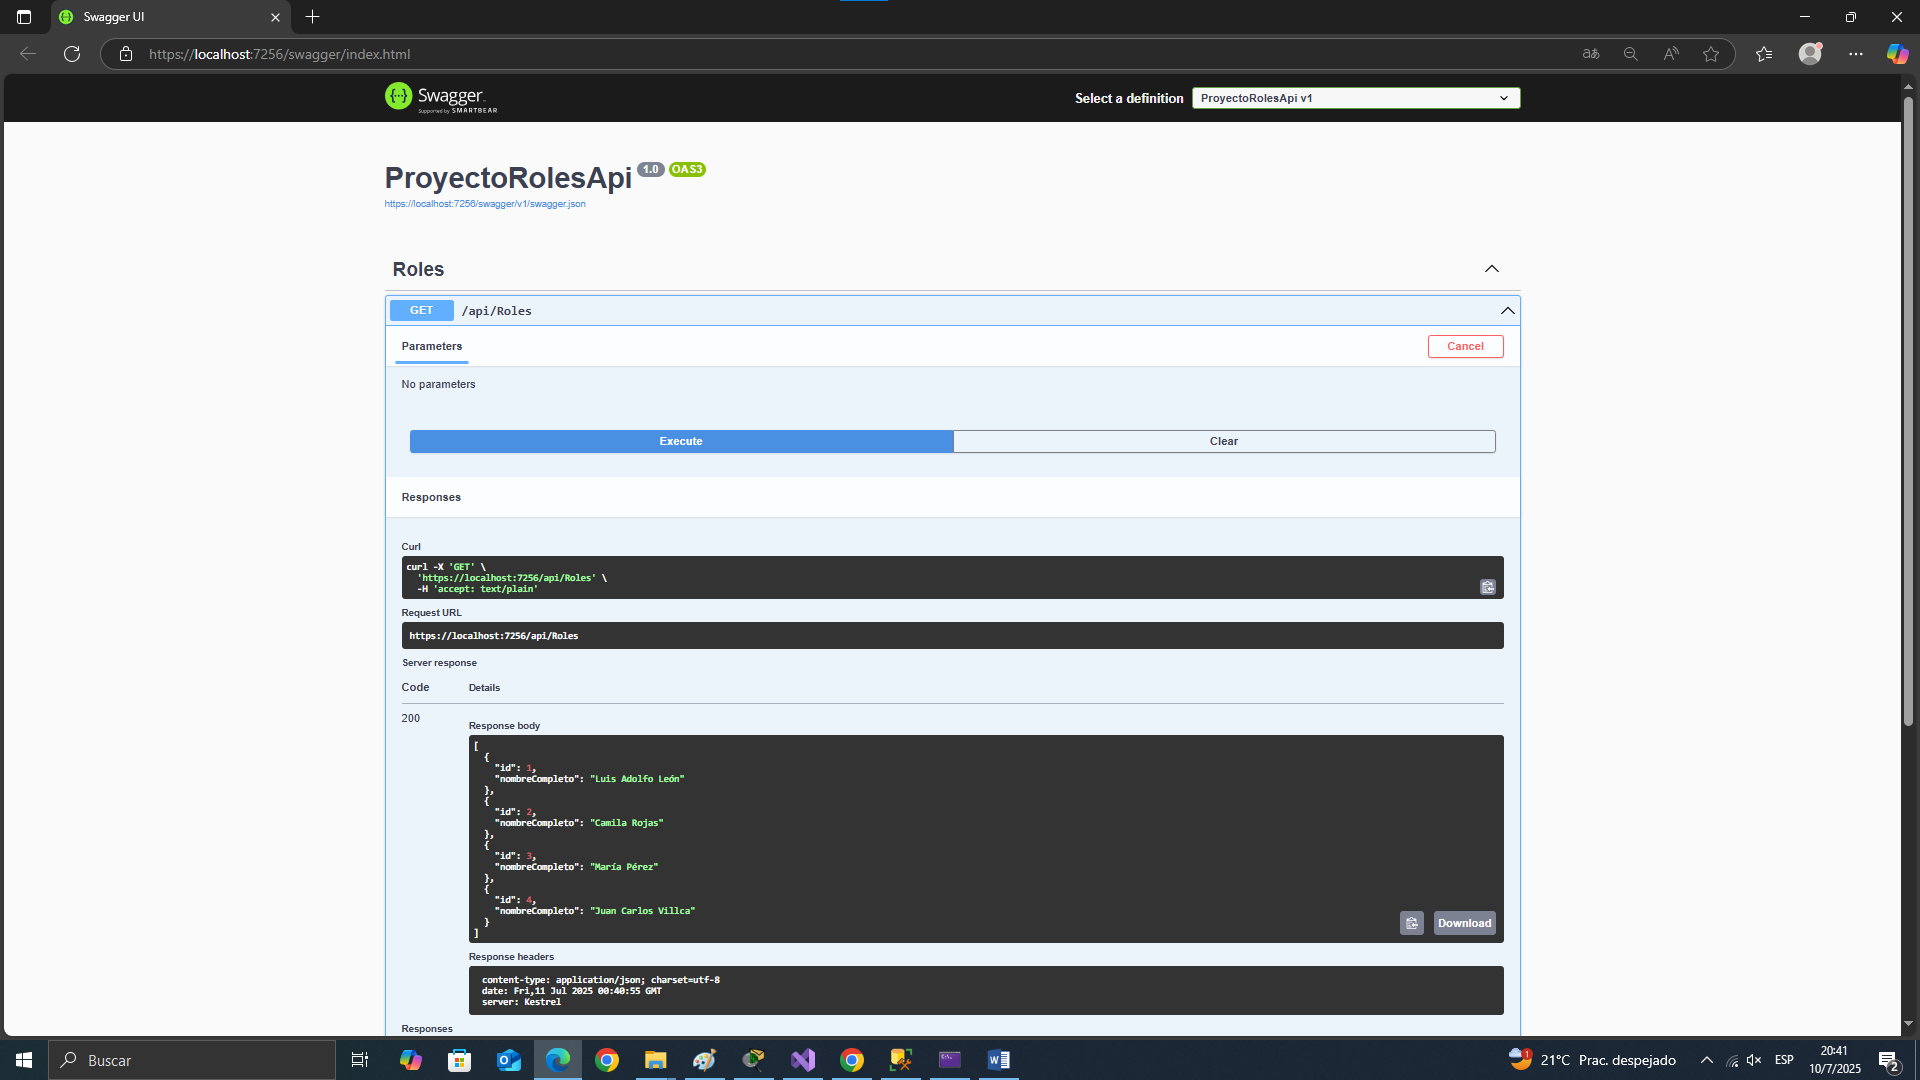 Swagger UI
https://localhost:7256/swagger/index.html
Swagger
Supported by SMARTBEAR
Select a definition
ProyectoRolesApi v1
ProyectoRolesApi 1.0 OAS3
https://localhost:7256/swagger/v1/swagger.json
Roles
GET /api/Roles
Parameters
Cancel
No parameters
Execute
Clear
Responses
Curl
curl -X 'GET' \
'https://localhost:7256/api/Roles' \
-H 'accept: text/plain'
Request URL
https://localhost:7256/api/Roles
Server response
Code Details
200
Response body
[
{
"id": 1,
"nombreCompleto": "Luis Adolfo León"
},
{
"id": 2,
"nombreCompleto": "Camila Rojas"
},
{
"id": 3,
"nombreCompleto": "María Pérez"
},
{
"id": 4,
"nombreCompleto": "Juan Carlos Villca"
}
]
Download
Response headers
content-type: application/json; charset=utf-8
date: Fri,11 Jul 2025 00:40:55 GMT
server: Kestrel
Responses
Buscar
1
21°C Prac. despejado
ESP
20:41
10/7/2025
2